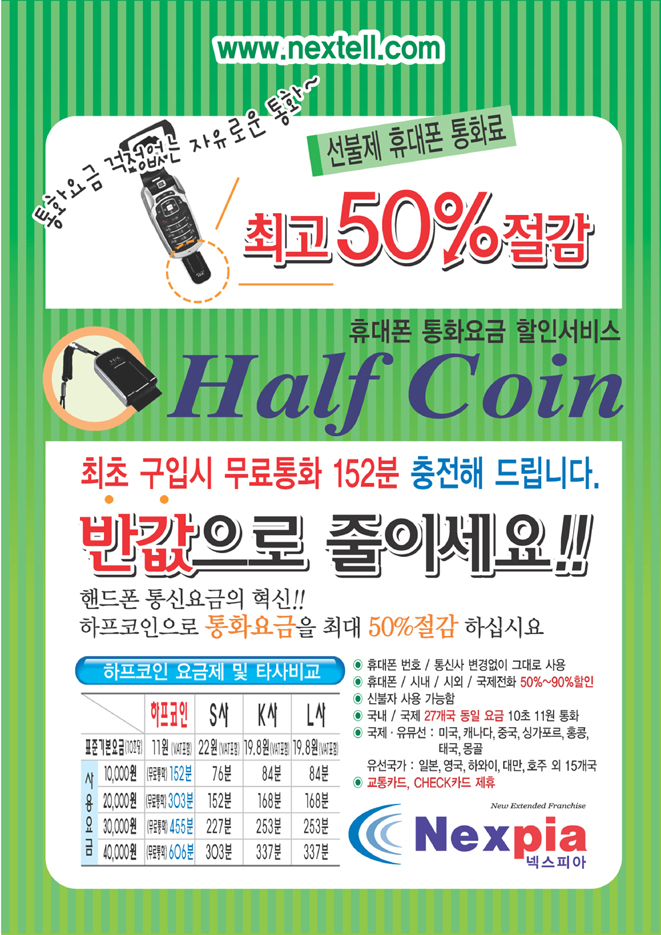 www.nextell.com
통화요금 걱정없는 자유로운 통화~
선불제 휴대폰 통화료
최고 50%절감
휴대폰 통화요금 할인서비스
Half Coin
최초 구입시 무료통화 152분 충전해 드립니다.
반값으로 줄이세요!!
핸드폰 통신요금의 혁신!!
하프코인으로 통화요금을 최대 50%절감 하십시요
하프코인 요금제 및 타사비교
하프코인 S사 K사 L사
표준기본요금(10초당) 11원(VAT포함) 22원(VAT포함) 19.8원(VAT포함) 19.8원(VAT포함)
사용요금
10,000원 (무료통화)152분 76분 84분 84분
20,000원 (무료통화)303분 152분 168분 168분
30,000원 (무료통화)455분 227분 253분 253분
40,000원 (무료통화)606분 303분 337분 337분
휴대폰 번호 / 통신사 변경없이 그대로 사용
휴대폰 / 시내 / 시외 / 국제전화 50%~90%할인
신불자 사용 가능함
국내 / 국제 27개국 동일 요금 10초 11원 통화
국제·유무선 : 미국, 캐나다, 중국, 싱가포르, 홍콩,
태국, 몽골
유선국가 : 일본, 영국, 하와이, 대만, 호주 외 15개국
교통카드, CHECK카드 제휴
New Extended Franchise
Nexpia
넥스피아